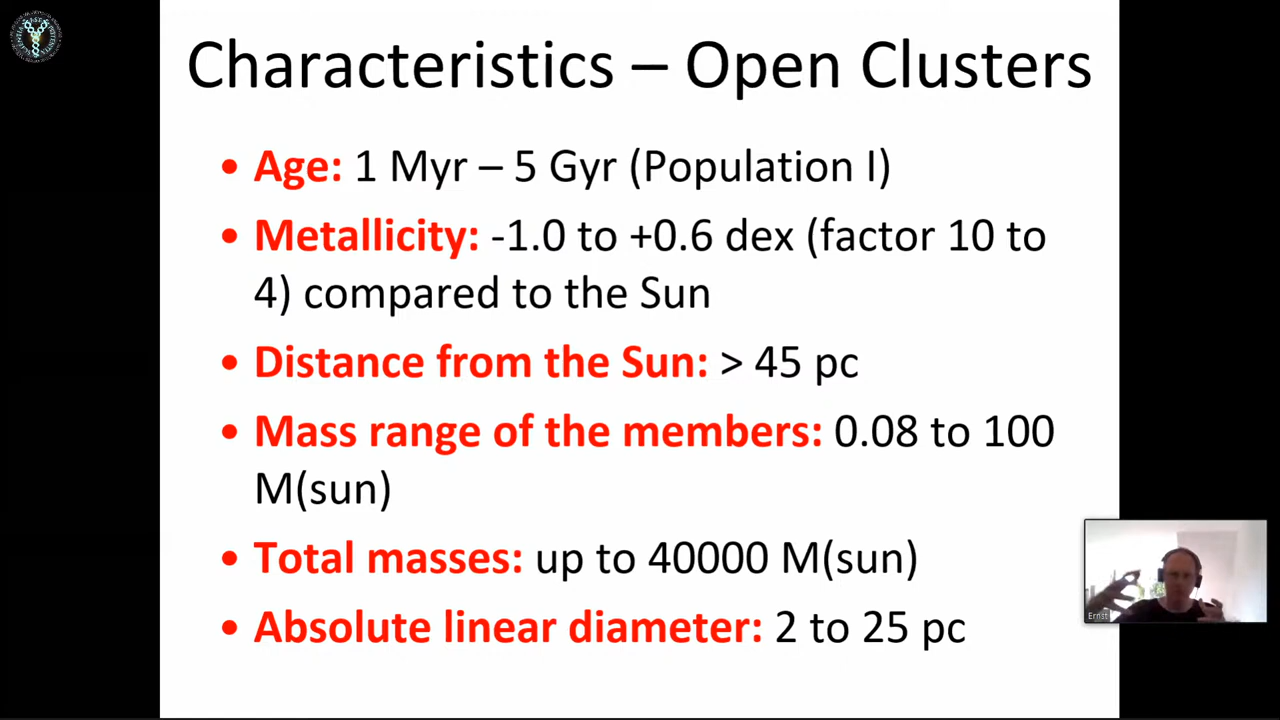 Characteristics – Open Clusters
• Age: 1 Myr – 5 Gyr (Population I)
• Metallicity: -1.0 to +0.6 dex (factor 10 to
4) compared to the Sun
• Distance from the Sun: > 45 pc
• Mass range of the members: 0.08 to 100
M(sun)
• Total masses: up to 40000 M(sun)
• Absolute linear diameter: 2 to 25 pc
Ernst